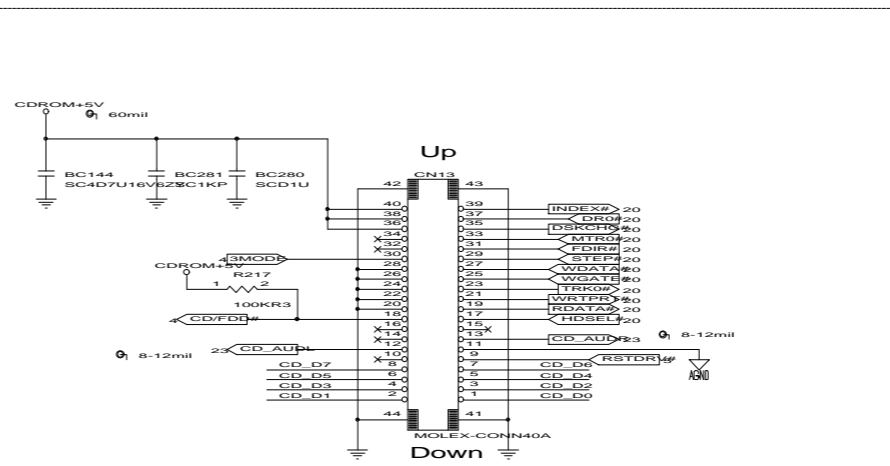 CDROM+5V
60mil
Up
BC144
SC4D7U16V6ZY
BC281
SC1KP
BC280
SCD1U
CN13
42 43
40 39 INDEX# 20
38 37 DR0# 20
36 35 DSKCHG# 20
34 33 MTR0# 20
32 31 FDIR# 20
4 3MODE 30 29 STEP# 20
28 27 WDATA# 20
CDROM+5V
R217
26 25 WGATE# 20
1 2
24 23 TRK0# 20
22 21 WRTPRT# 20
100KR3
20 19 RDATA# 20
4 CD/FDD# 18 17 HDSEL# 20
16 15
14 13 CD_AUDR 23
8-12mil
8-12mil
23 CD_AUDL 12 11
10 9 RSTDRV#
AGND
CD_D7 8 7 CD_D6
CD_D5 6 5 CD_D4
CD_D3 4 3 CD_D2
CD_D1 2 1 CD_D0
44 41
MOLEX-CONN40A
Down